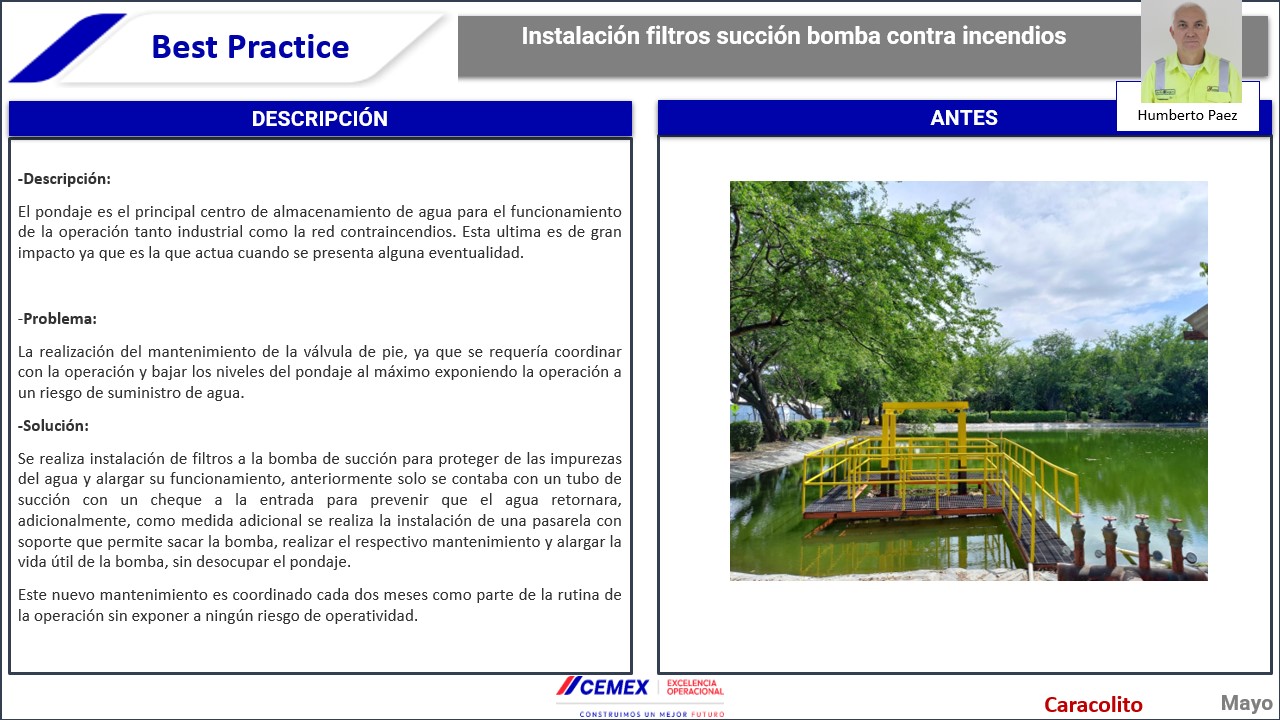 Best Practice
Instalación filtros succión bomba contra incendios
Humberto Paez
DESCRIPCIÓN
ANTES
-Descripción:
El pondaje es el principal centro de almacenamiento de agua para el funcionamiento
de la operación tanto industrial como la red contraincendios. Esta ultima es de gran
impacto ya que es la que actua cuando se presenta alguna eventualidad.
-Problema:
La realización del mantenimiento de la válvula de pie, ya que se requería coordinar
con la operación y bajar los niveles del pondaje al máximo exponiendo la operación a
un riesgo de suministro de agua.
-Solución:
Se realiza instalación de filtros a la bomba de succión para proteger de las impurezas
del agua y alargar su funcionamiento, anteriormente solo se contaba con un tubo de
succión con un cheque a la entrada para prevenir que el agua retornara,
adicionalmente, como medida adicional se realiza la instalación de una pasarela con
soporte que permite sacar la bomba, realizar el respectivo mantenimiento y alargar la
vida útil de la bomba, sin desocupar el pondaje.
Este nuevo mantenimiento es coordinado cada dos meses como parte de la rutina de
la operación sin exponer a ningún riesgo de operatividad.
CEMEX
EXCELENCIA
OPERACIONAL
CONSTRUIMOS UN MEJOR FUTURO
Caracolito
Mayo